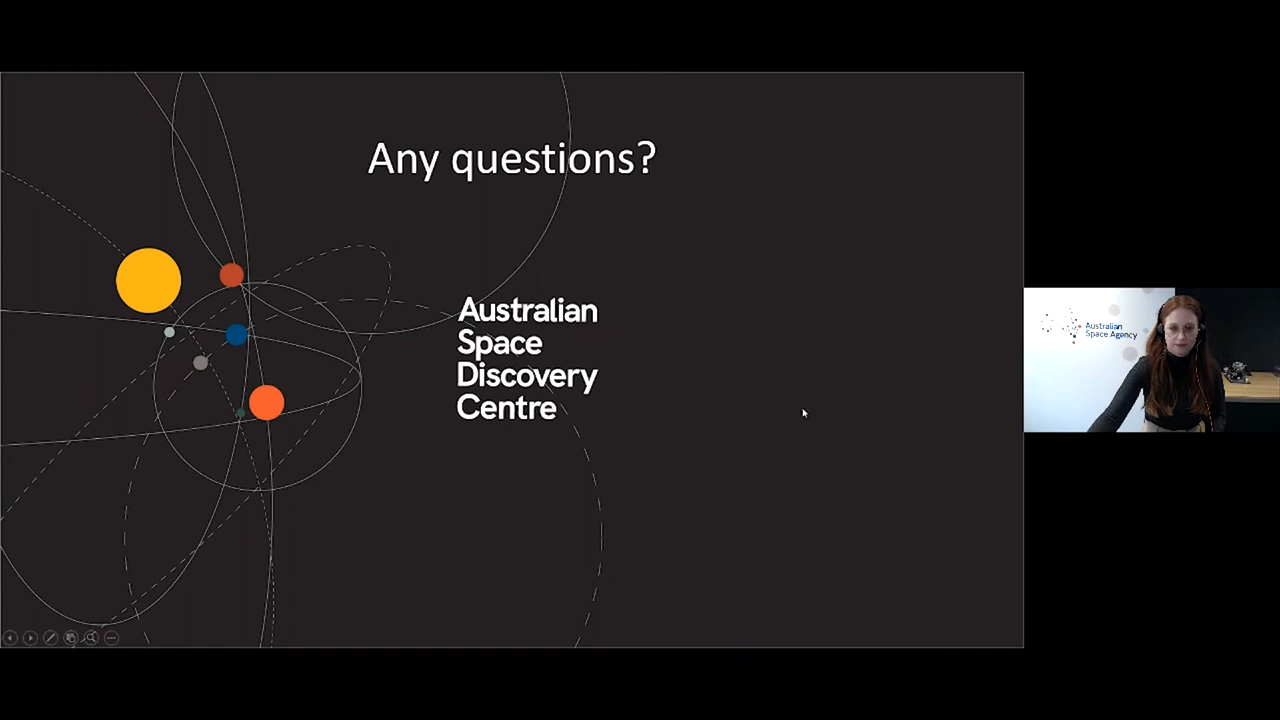 Any questions?
Australian
Space
Discovery
Centre
Australian
Space Agency